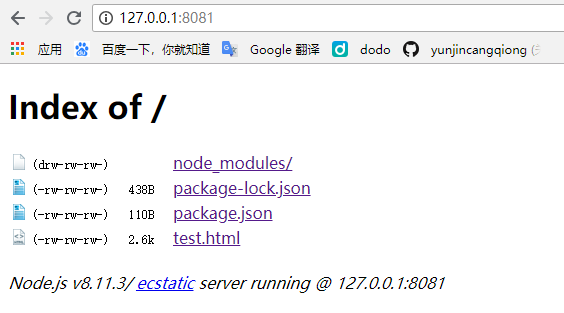 127.0.0.1:8081
应用 百度一下，你就知道 Google 翻译 dodo yunjincangqiong
Index of /
(drw-rw-rw-) node_modules/
(-rw-rw-rw-) 438B package-lock.json
(-rw-rw-rw-) 110B package.json
(-rw-rw-rw-) 2.6k test.html
Node.js v8.11.3/ ecstatic server running @ 127.0.0.1:8081